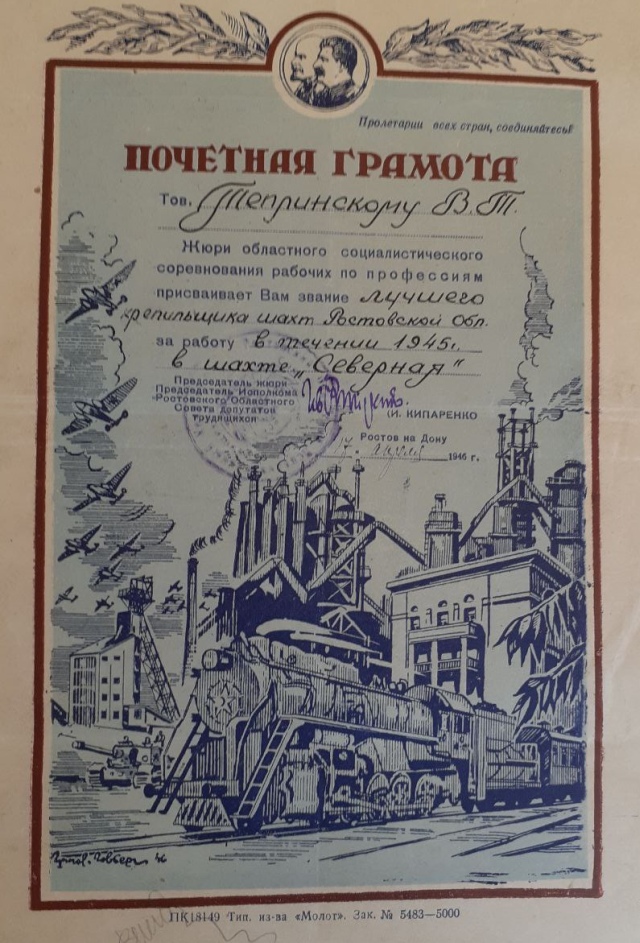 Пролетарии всех стран, соединяйтесь!
ПОЧЕТНАЯ ГРАМОТА
Тов. Тепринскому В. Т.
Жюри областного социалистического
соревнования рабочих по профессиям
присваивает Вам звание лучшего
крепильщика шахт Ростовской Обл.
за работу в течении 1945 г.
в шахте „Северная"
Председатель жюри
Председатель Исполкома
Ростовского Областного
Совета депутатов
трудящихся
(И. КИПАРЕНКО
Ростов на Дону
апреля 1946 г.
46
ПК18149 Тип. из-ва «Молот». Зак. № 5483—5000